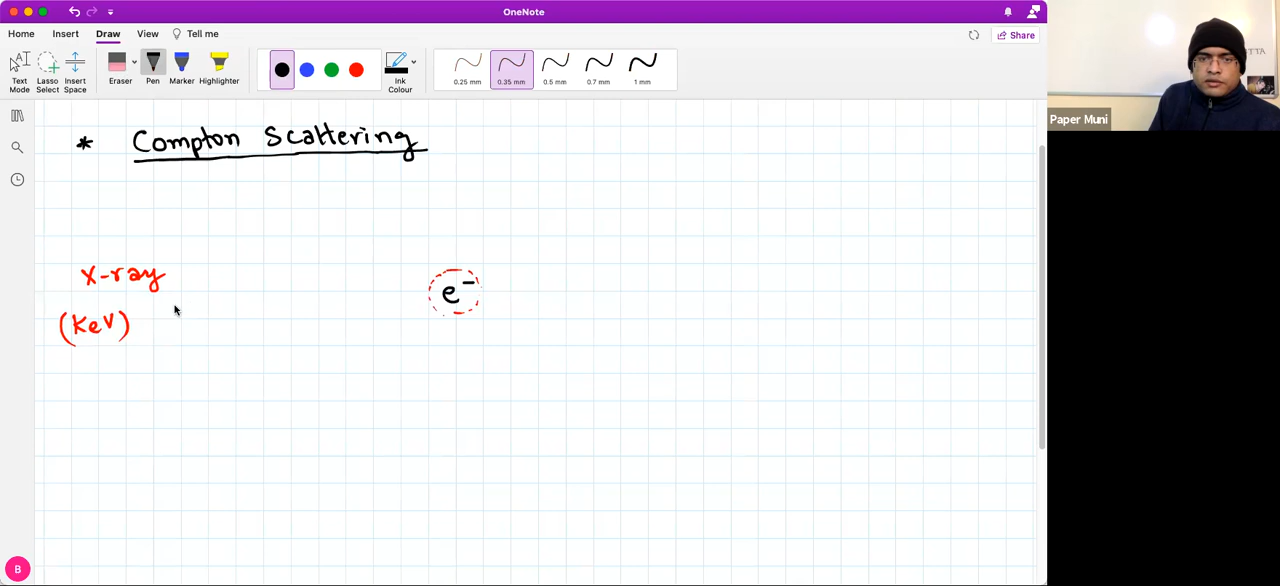 OneNote
Home Insert Draw View Tell me
Share
Text Mode
Lasso Select
Insert Space
Eraser
Pen
Marker
Highlighter
Ink Colour
0.25 mm
0.35 mm
0.5 mm
0.7 mm
1 mm
Paper Muni
* Compton Scattering
X-ray
e⁻
(KeV)
B